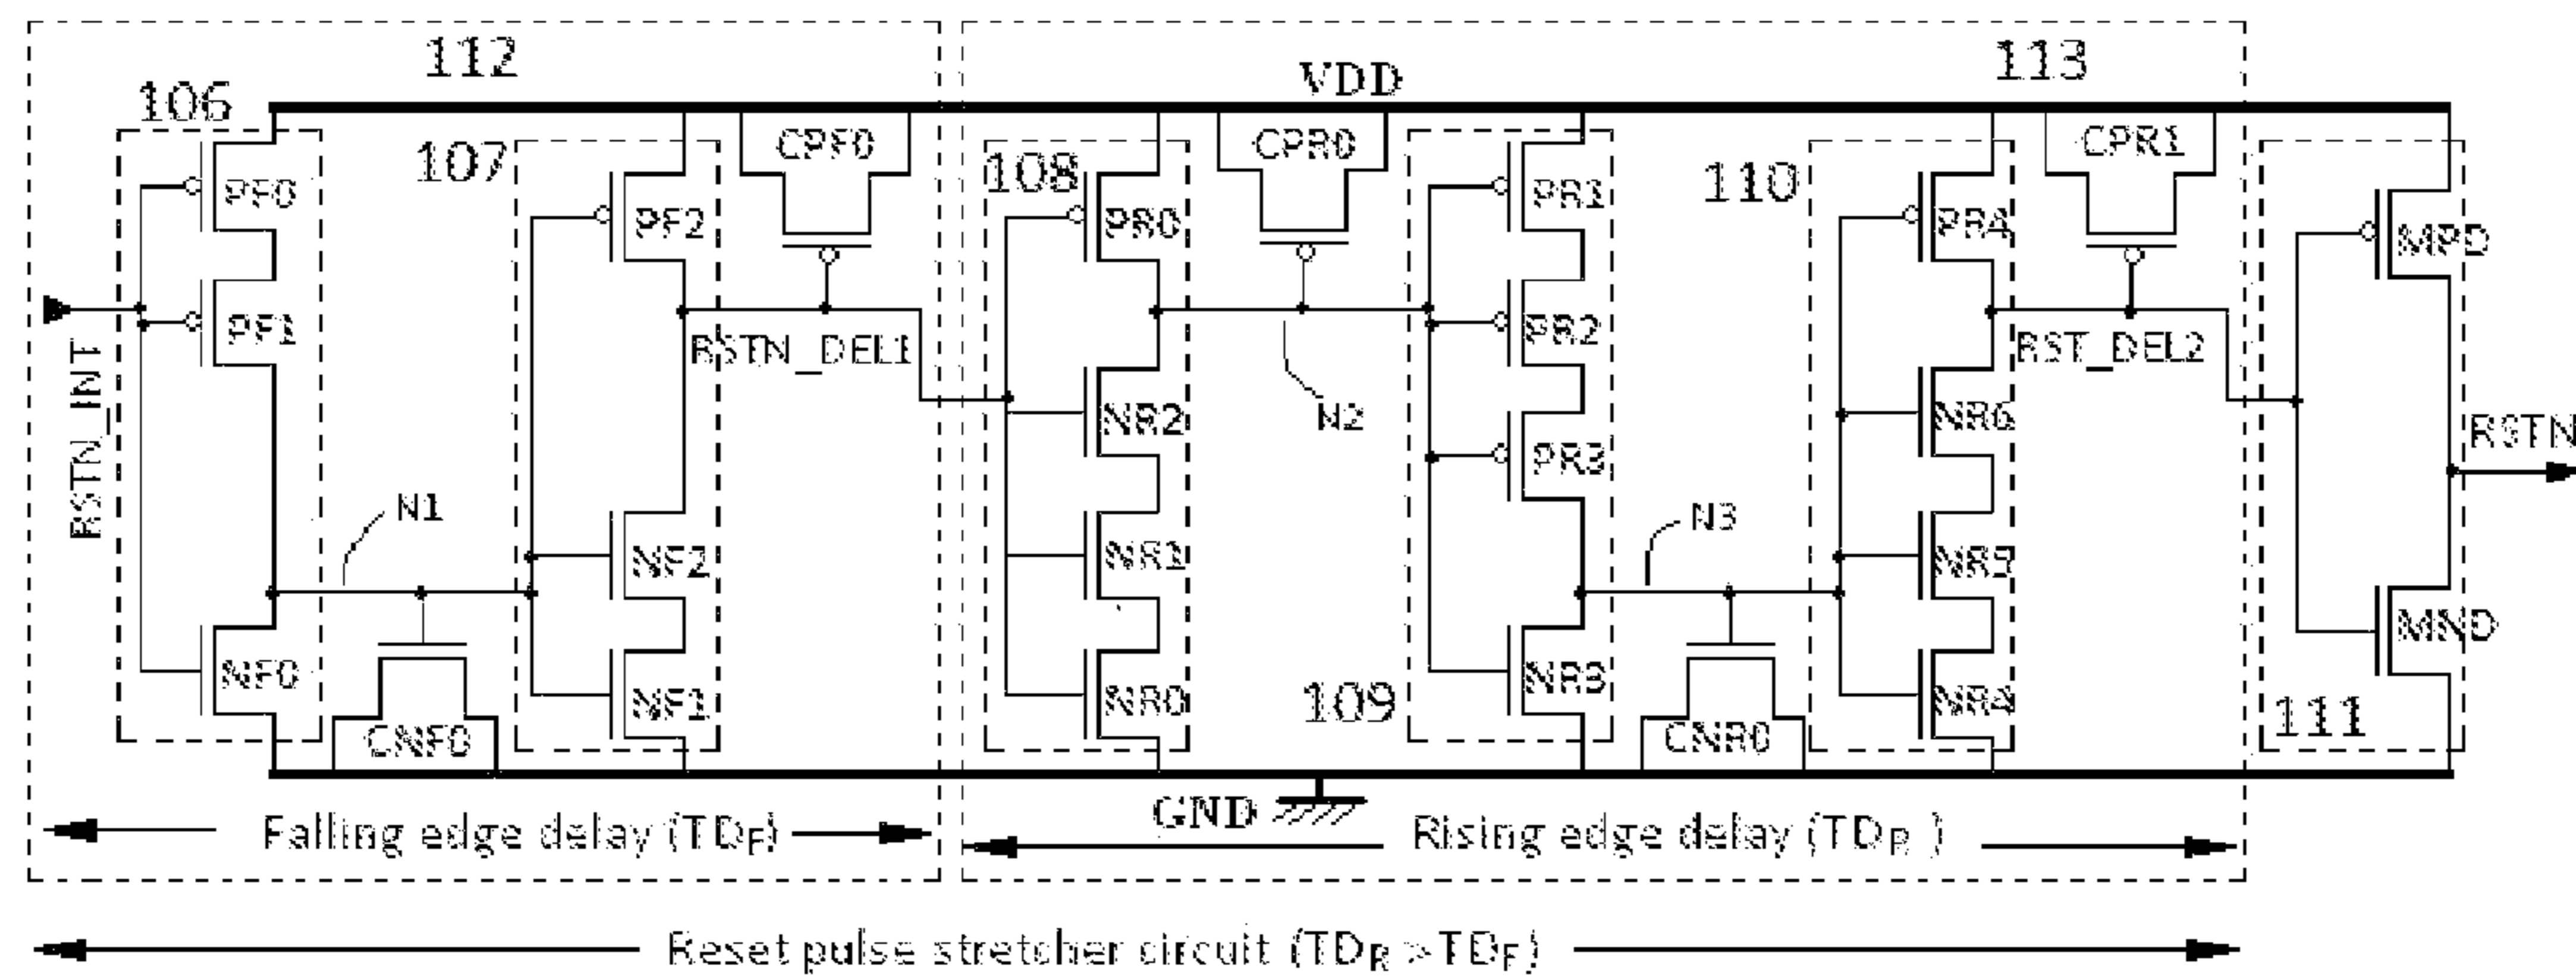 112
VDD
113
106
107
CPF0
108
CPR0
110
CPR1
PF0
PF2
PR0
PR1
PR4
MPD
PF1
RSTN_DEL1
PR2
RST_DEL2
RSTN_INT
NR2
N2
PR3
NR6
RSTN
N1
NF2
NR1
N3
NR5
MND
NF0
NF1
NR0
109
NR3
NR4
111
CNF0
CNR0
GND
Falling edge delay (TDF)
Rising edge delay (TDR )
Reset pulse stretcher circuit (TDR >TDF)